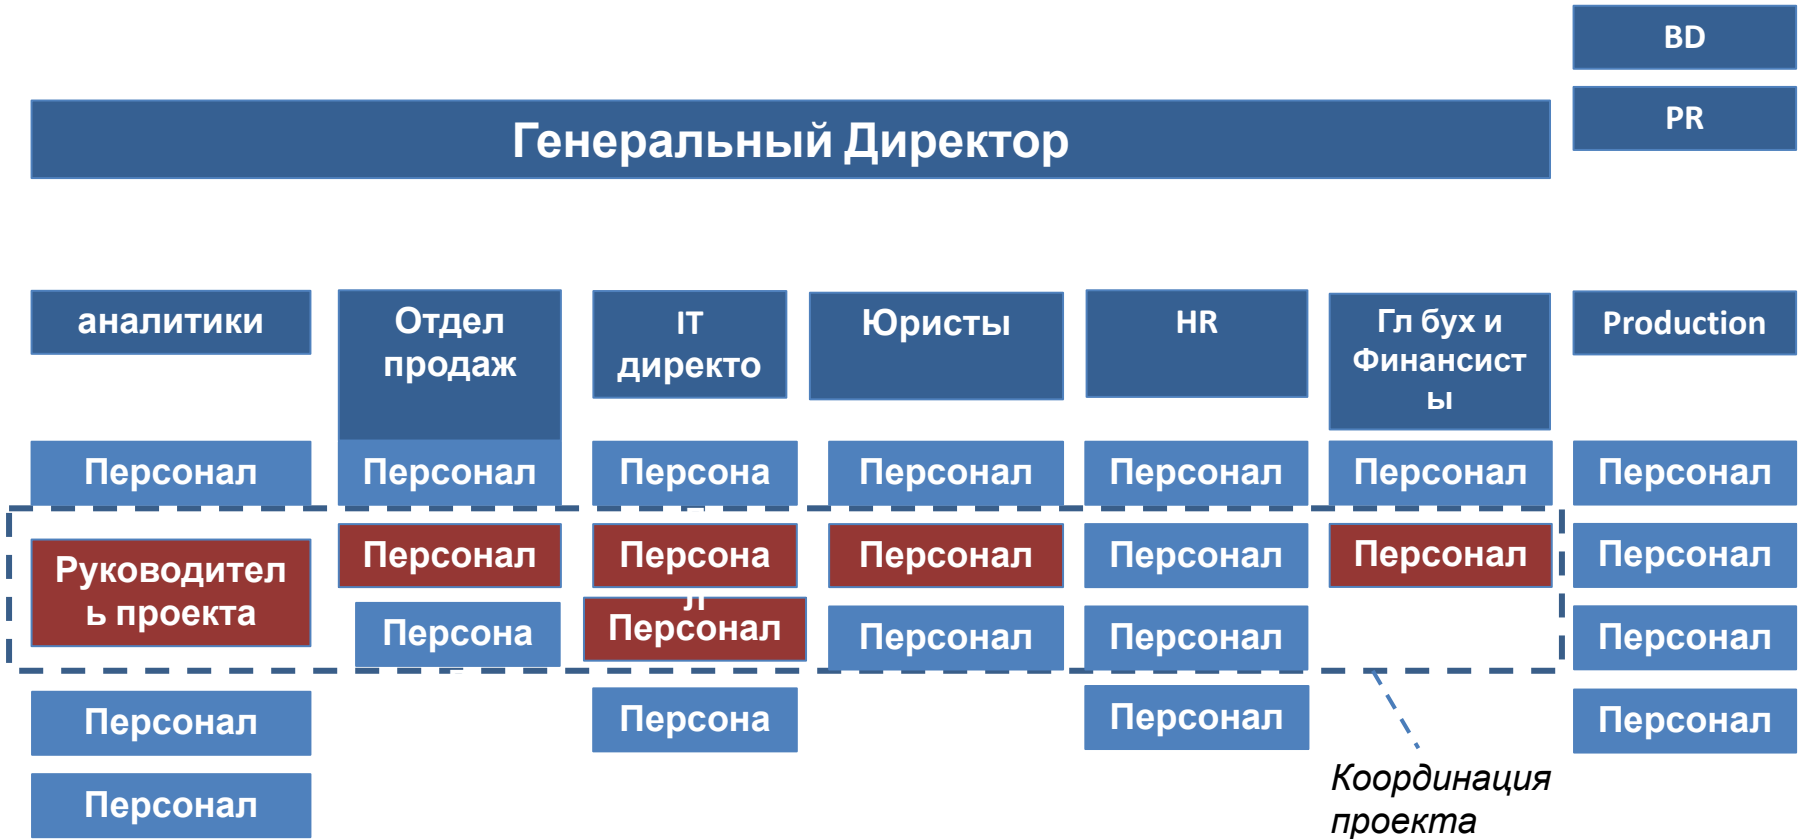 BD
PR
Генеральный Директор
аналитики
Отдел
продаж
IT
директо
Юристы
HR
Гл бух и
Финансист
ы
Production
Персонал
Персонал
Персона
Персонал
Персонал
Персонал
Персонал
Руководител
ь проекта
Персонал
Персона
л
Персонал
Персонал
Персонал
Персонал
Персона
Персонал
Персонал
Персонал
Персонал
Персонал
Персона
Персонал
Персонал
Персонал
Координация
проекта